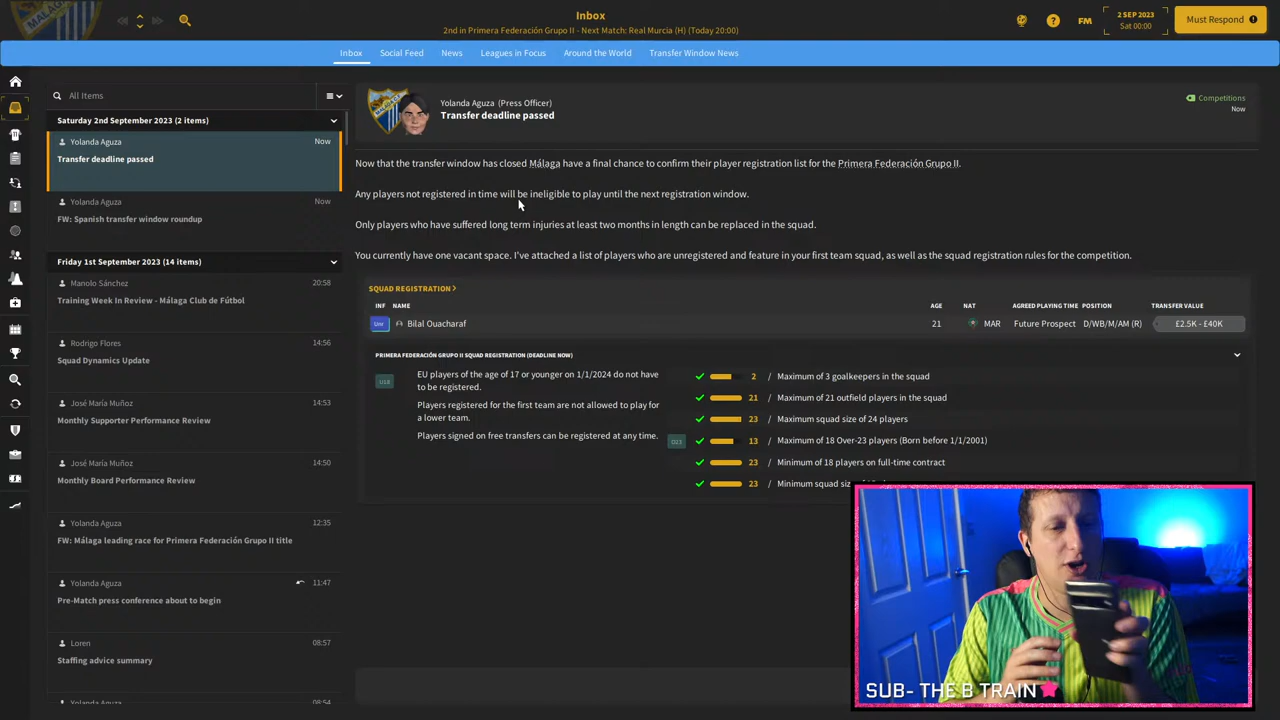 Inbox
2nd in Primera Federación Grupo II - Next Match: Real Murcia (H) (Today 20:00)
FM
2 SEP 2023
Sat 00:00
Must Respond
Inbox
Social Feed
News
Leagues in Focus
Around the World
Transfer Window News
All Items
Saturday 2nd September 2023 (2 items)
Yolanda Aguza Now
Transfer deadline passed
Yolanda Aguza Now
FW: Spanish transfer window roundup
Friday 1st September 2023 (14 items)
Manolo Sánchez 20:58
Training Week In Review - Málaga Club de Fútbol
Rodrigo Flores 14:56
Squad Dynamics Update
José María Muñoz 14:53
Monthly Supporter Performance Review
José María Muñoz 14:50
Monthly Board Performance Review
Yolanda Aguza 12:35
FW: Málaga leading race for Primera Federación Grupo II title
Yolanda Aguza 11:47
Pre-Match press conference about to begin
Loren 08:57
Staffing advice summary
Yolanda Aguza 08:54
Yolanda Aguza (Press Officer)
Transfer deadline passed
Competitions
Now
Now that the transfer window has closed Málaga have a final chance to confirm their player registration list for the Primera Federación Grupo II.
Any players not registered in time will be ineligible to play until the next registration window.
Only players who have suffered long term injuries at least two months in length can be replaced in the squad.
You currently have one vacant space. I've attached a list of players who are unregistered and feature in your first team squad, as well as the squad registration rules for the competition.
SQUAD REGISTRATION >
INF NAME AGE NAT AGREED PLAYING TIME POSITION TRANSFER VALUE
Unr Bilal Ouacharaf 21 MAR Future Prospect D/WB/M/AM (R) £2.5K - £40K
PRIMERA FEDERACIÓN GRUPO II SQUAD REGISTRATION (DEADLINE NOW)
U18
EU players of the age of 17 or younger on 1/1/2024 do not have
to be registered.
Players registered for the first team are not allowed to play for
a lower team.
Players signed on free transfers can be registered at any time.
2 / Maximum of 3 goalkeepers in the squad
21 / Maximum of 21 outfield players in the squad
23 / Maximum squad size of 24 players
O23 13 / Maximum of 18 Over-23 players (Born before 1/1/2001)
23 / Minimum of 18 players on full-time contract
23 / Minimum squad size
SUB- THE B TRAIN